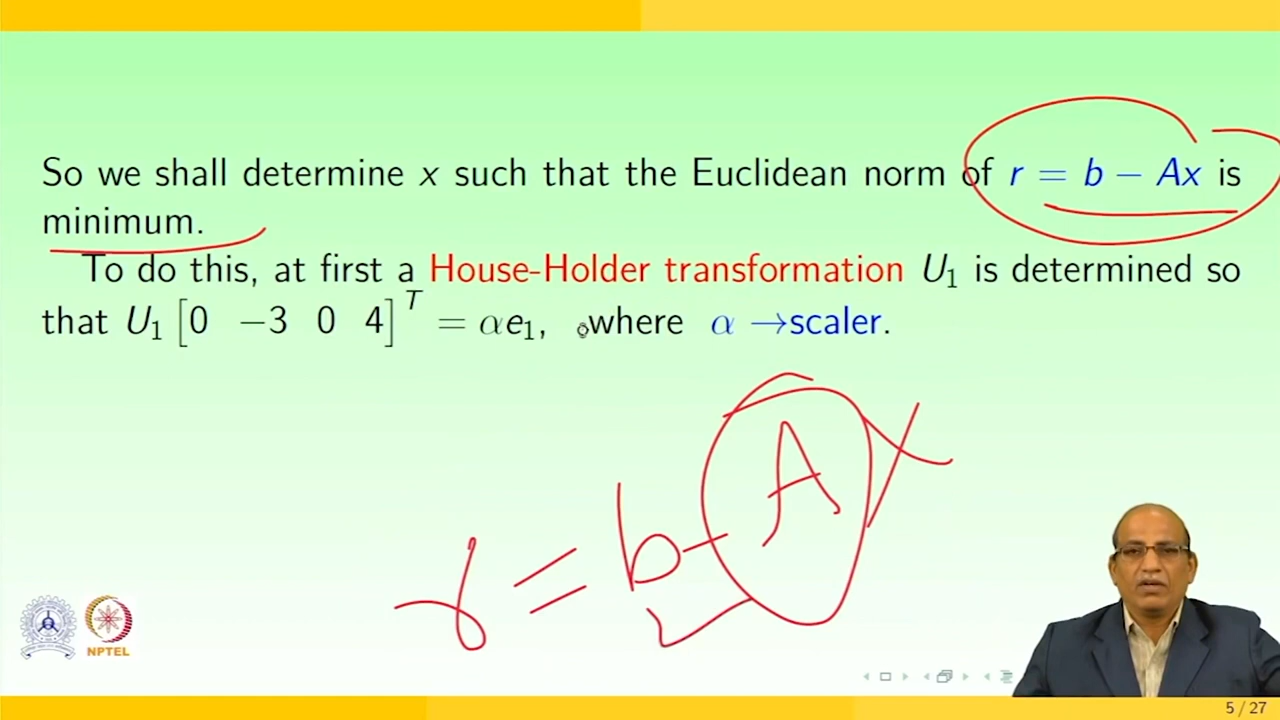 So we shall determine x such that the Euclidean norm of r = b − Ax is
minimum.
To do this, at first a House-Holder transformation U₁ is determined so
that U₁ [0 −3 0 4]ᵀ = αe₁, where α →scaler.
r = b - Ax
NPTEL
5 / 27